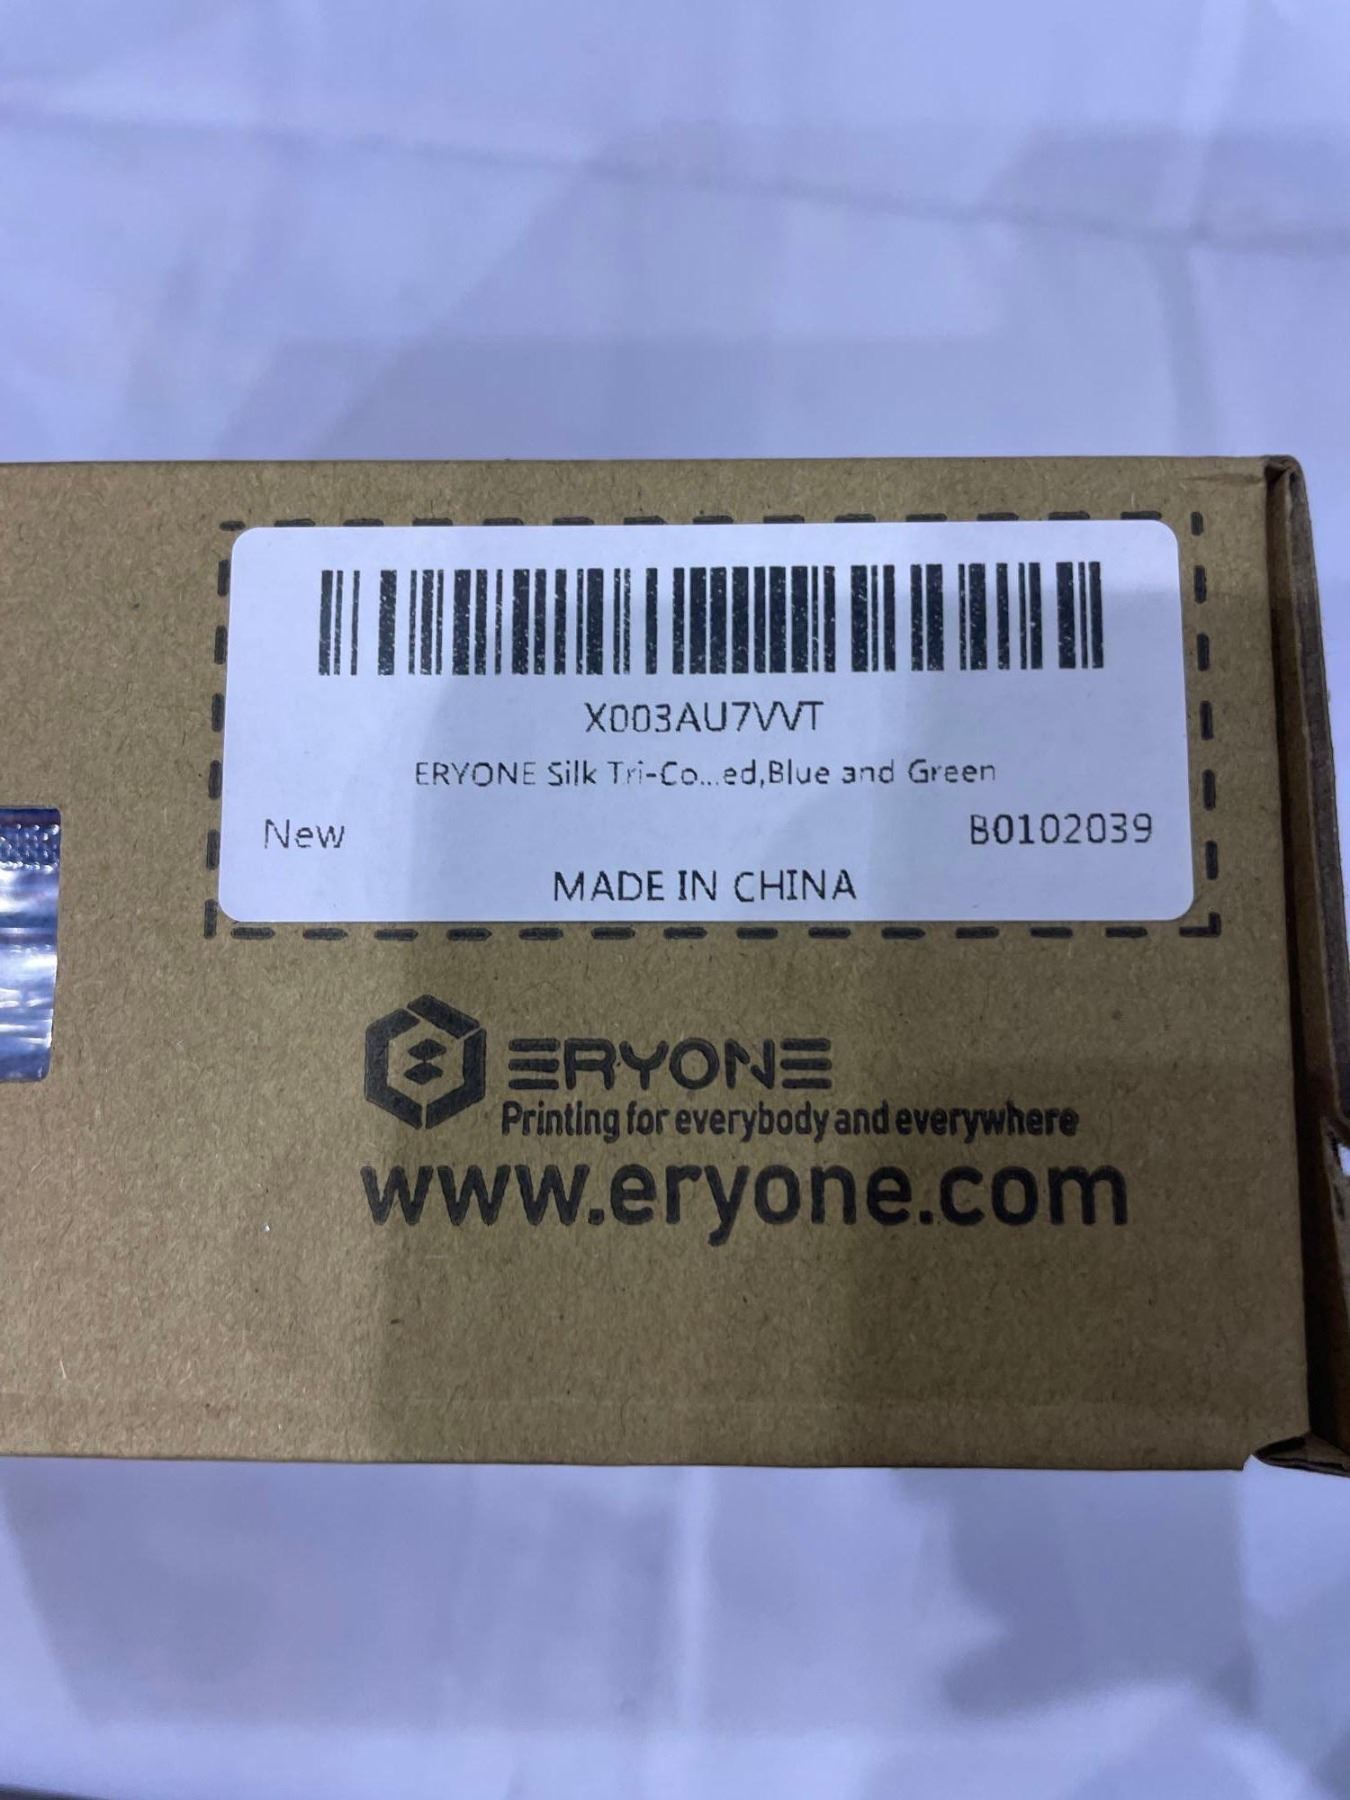 X003AU7VVT
ERYONE Silk Tri-Co...ed,Blue and Green
New B0102039
MADE IN CHINA
ERYONE
Printing for everybody and everywhere
www.eryone.com